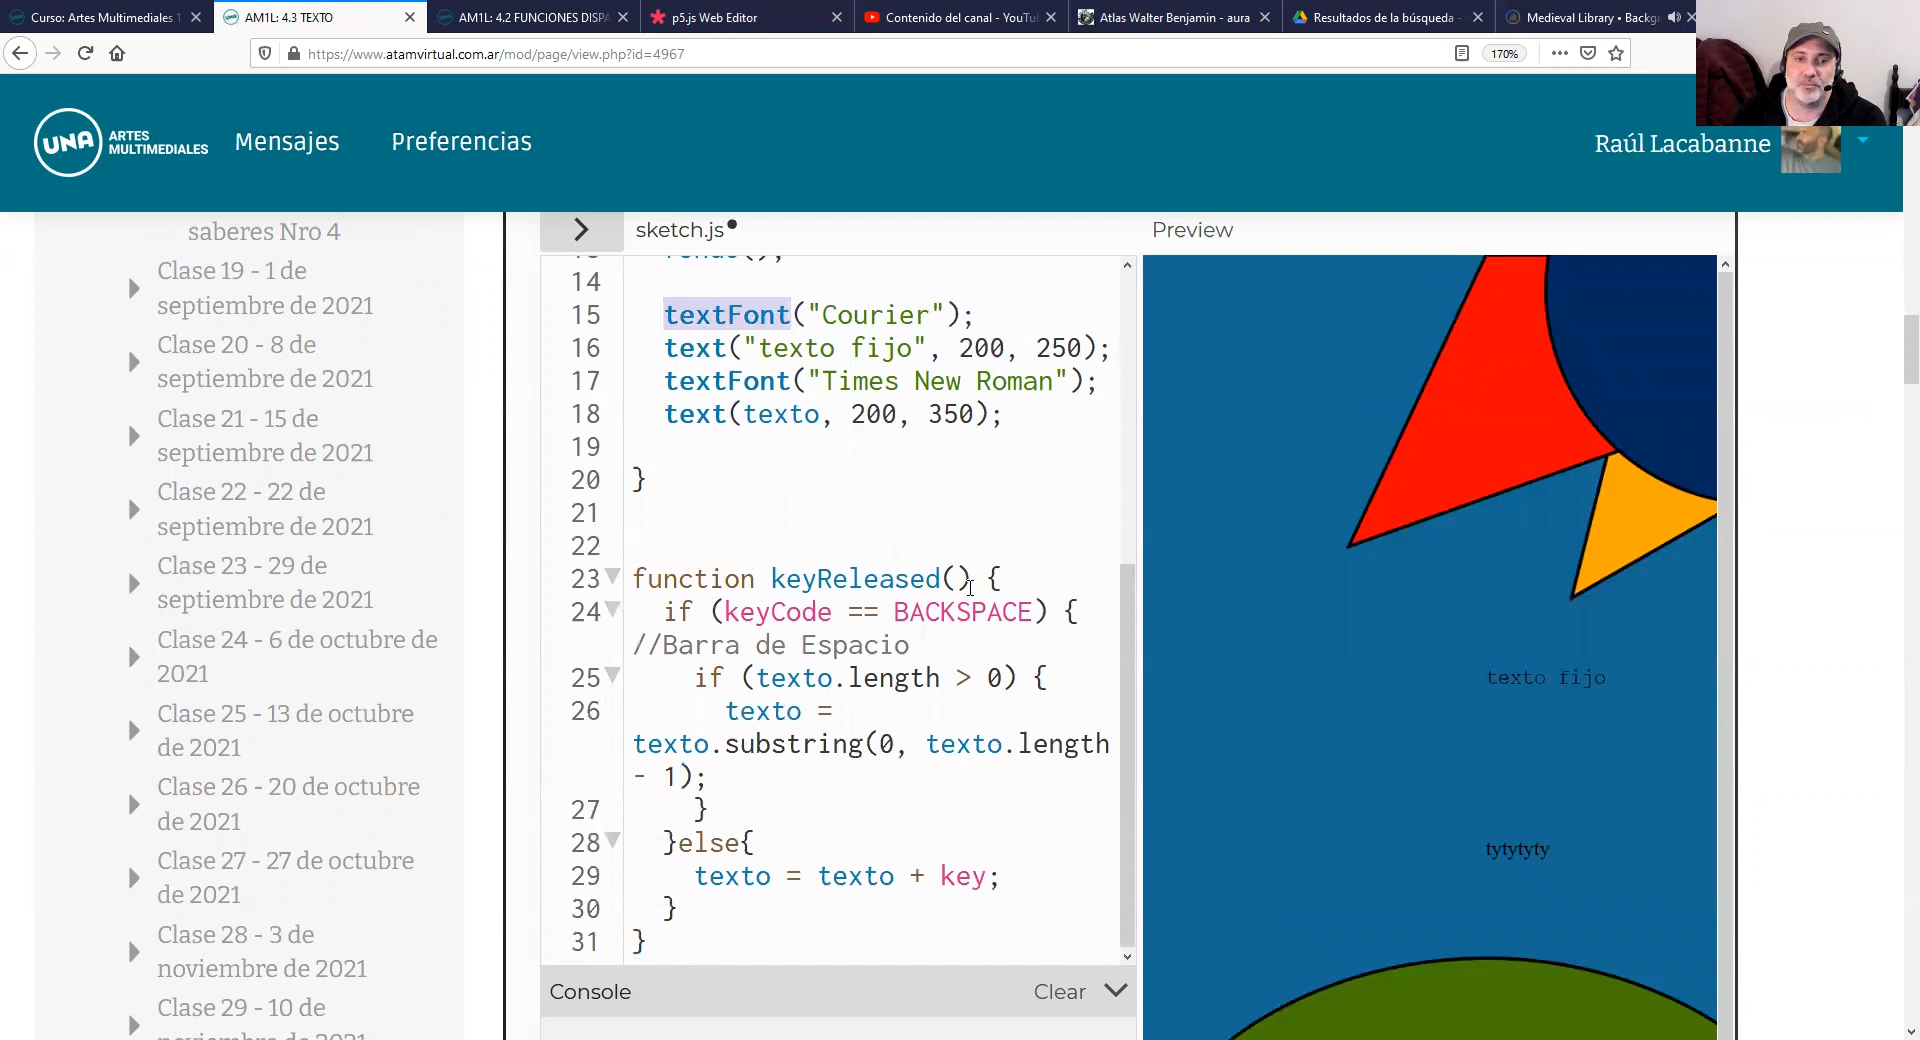 Curso: Artes Multimediales 1
AM1L: 4.3 TEXTO
AM1L: 4.2 FUNCIONES DISPA
p5.js Web Editor
Contenido del canal - YouTu
Atlas Walter Benjamin - aura
Resultados de la búsqueda -
Medieval Library • Backgr
https://www.atamvirtual.com.ar/mod/page/view.php?id=4967
170%
UNA
ARTES
MULTIMEDIALES
Mensajes
Preferencias
Raúl Lacabanne
saberes Nro 4
Clase 19 - 1 de
septiembre de 2021
Clase 20 - 8 de
septiembre de 2021
Clase 21 - 15 de
septiembre de 2021
Clase 22 - 22 de
septiembre de 2021
Clase 23 - 29 de
septiembre de 2021
Clase 24 - 6 de octubre de
2021
Clase 25 - 13 de octubre
de 2021
Clase 26 - 20 de octubre
de 2021
Clase 27 - 27 de octubre
de 2021
Clase 28 - 3 de
noviembre de 2021
Clase 29 - 10 de
sketch.js
Preview
14
15 textFont("Courier");
16 text("texto fijo", 200, 250);
17 textFont("Times New Roman");
18 text(texto, 200, 350);
19
20 }
21
22
23 function keyReleased() {
24 if (keyCode == BACKSPACE) {
//Barra de Espacio
25 if (texto.length > 0) {
26 texto =
texto.substring(0, texto.length
- 1);
27 }
28 }else{
29 texto = texto + key;
30 }
31 }
Console
Clear
texto fijo
tytytyty